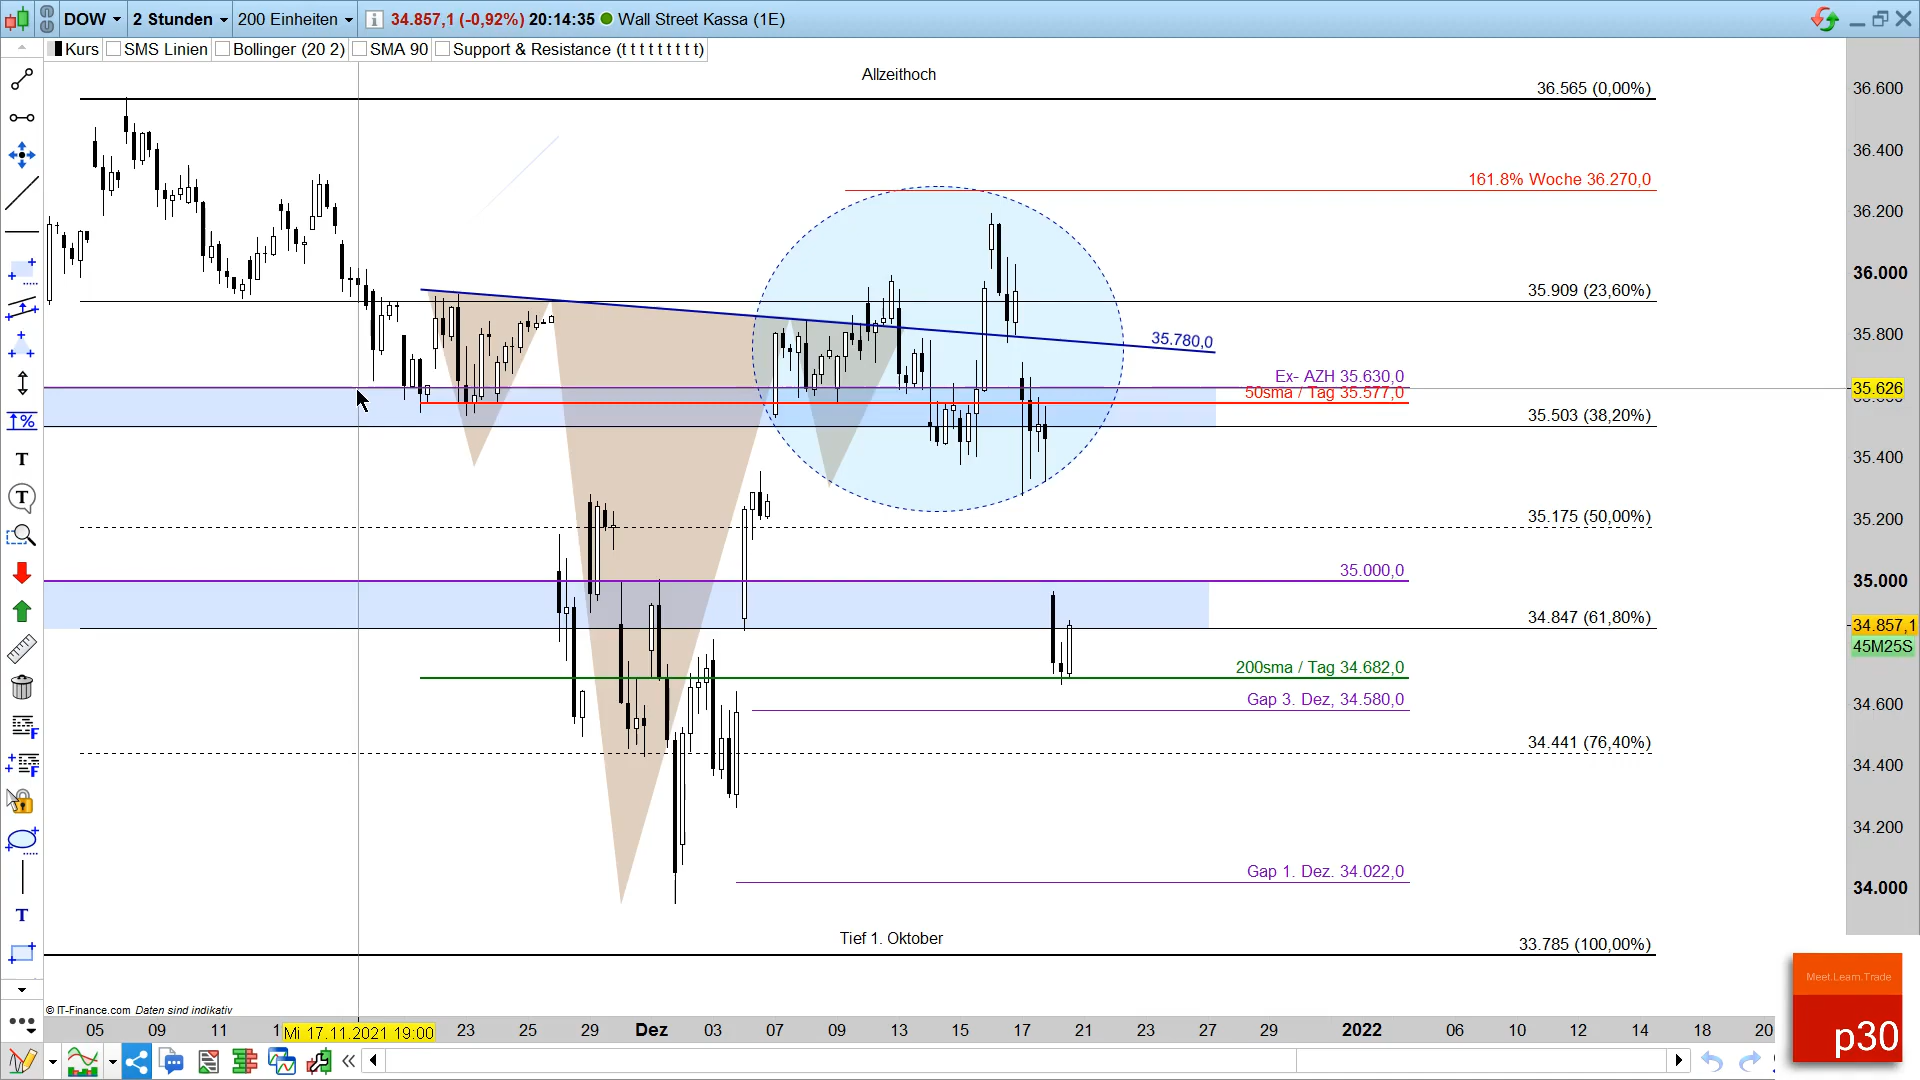 DOW
2 Stunden
200 Einheiten
34.857,1 (-0,92%) 20:14:35
Wall Street Kassa (1E)
Kurs
SMS Linien
Bollinger (20 2)
SMA 90
Support & Resistance (t t t t t t t t t)
Allzeithoch
36.565 (0,00%)
36.600
36.400
161.8% Woche 36.270,0
36.200
36.000
35.909 (23,60%)
35.800
35.780,0
Ex- AZH 35.630,0
35.626
50sma / Tag 35.577,0
35.503 (38,20%)
35.400
35.175 (50,00%)
35.200
35.000,0
35.000
34.847 (61,80%)
34.857,1
45M25S
200sma / Tag 34.682,0
Gap 3. Dez, 34.580,0
34.600
34.441 (76,40%)
34.400
34.200
Gap 1. Dez. 34.022,0
34.000
Tief 1. Oktober
33.785 (100,00%)
Meet.Learn.Trade
p30
© IT-Finance.com Daten sind indikativ
05 09 11 1 Mi 17.11.2021 19:00 23 25 29 Dez 03 07 09 13 15 17 21 23 27 29 2022 06 10 12 14 18 20